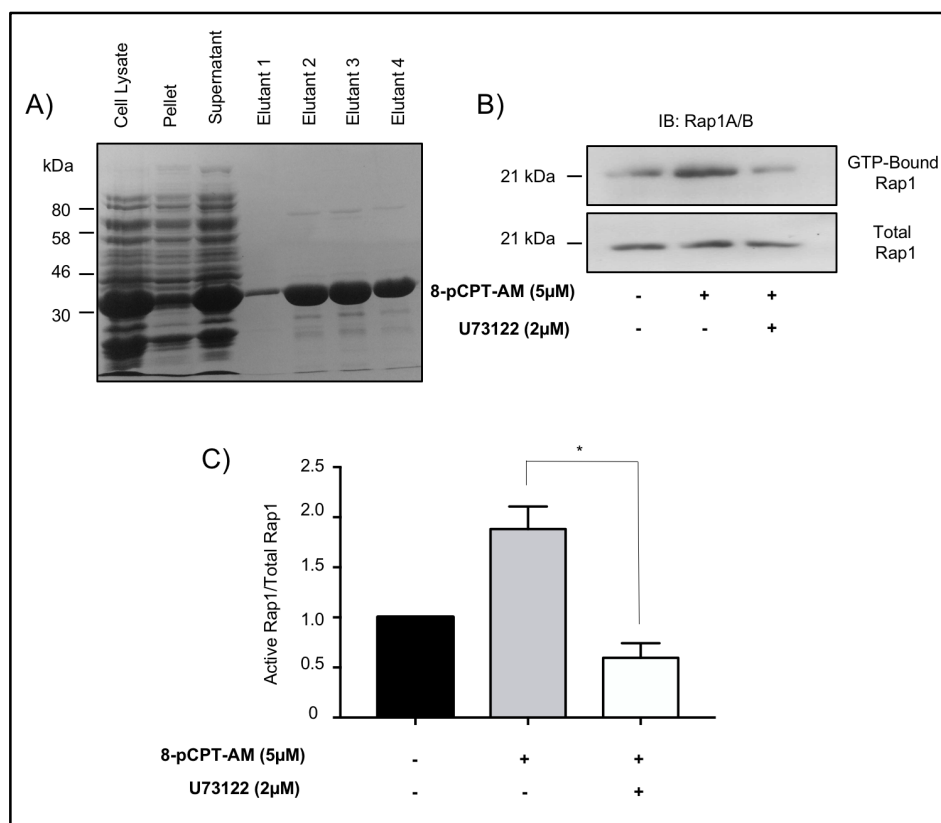 A)
Cell Lysate
Pellet
Supernatant
Elutant 1
Elutant 2
Elutant 3
Elutant 4
kDa
80
58
46
30
B)
IB: Rap1A/B
21 kDa
GTP-Bound
Rap1
21 kDa
Total
Rap1
8-pCPT-AM (5µM) - + +
U73122 (2µM) - - +
C)
*
Active Rap1/Total Rap1
2.5
2.0
1.5
1.0
0.5
0
8-pCPT-AM (5µM) - + +
U73122 (2µM) - - +